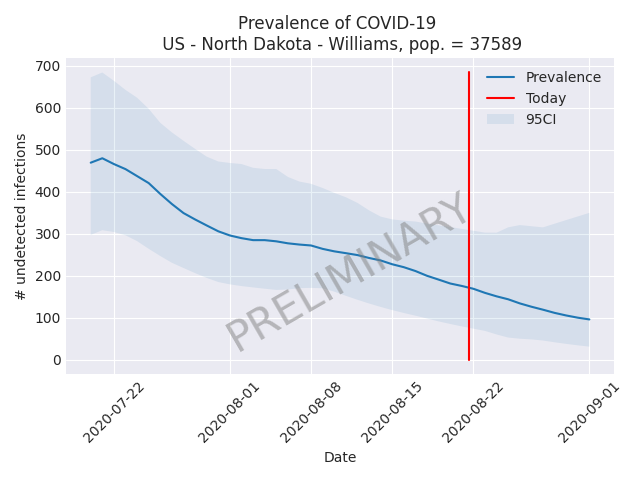 Prevalence of COVID-19
US - North Dakota - Williams, pop. = 37589
700
600
500
400
300
200
100
0
# undetected infections
Prevalence
Today
95CI
PRELIMINARY
2020-07-22
2020-08-01
2020-08-08
2020-08-15
2020-08-22
2020-09-01
Date